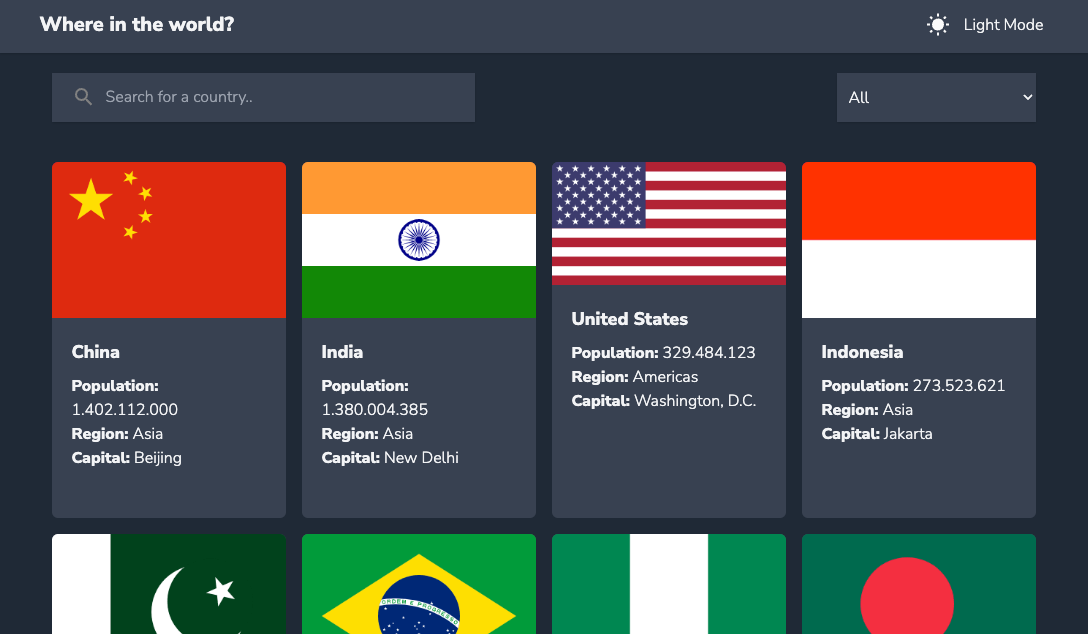 Where in the world?
Light Mode
Search for a country..
All
China
Population:
1.402.112.000
Region: Asia
Capital: Beijing
India
Population:
1.380.004.385
Region: Asia
Capital: New Delhi
United States
Population: 329.484.123
Region: Americas
Capital: Washington, D.C.
Indonesia
Population: 273.523.621
Region: Asia
Capital: Jakarta
ORDEM E PROGRESSO